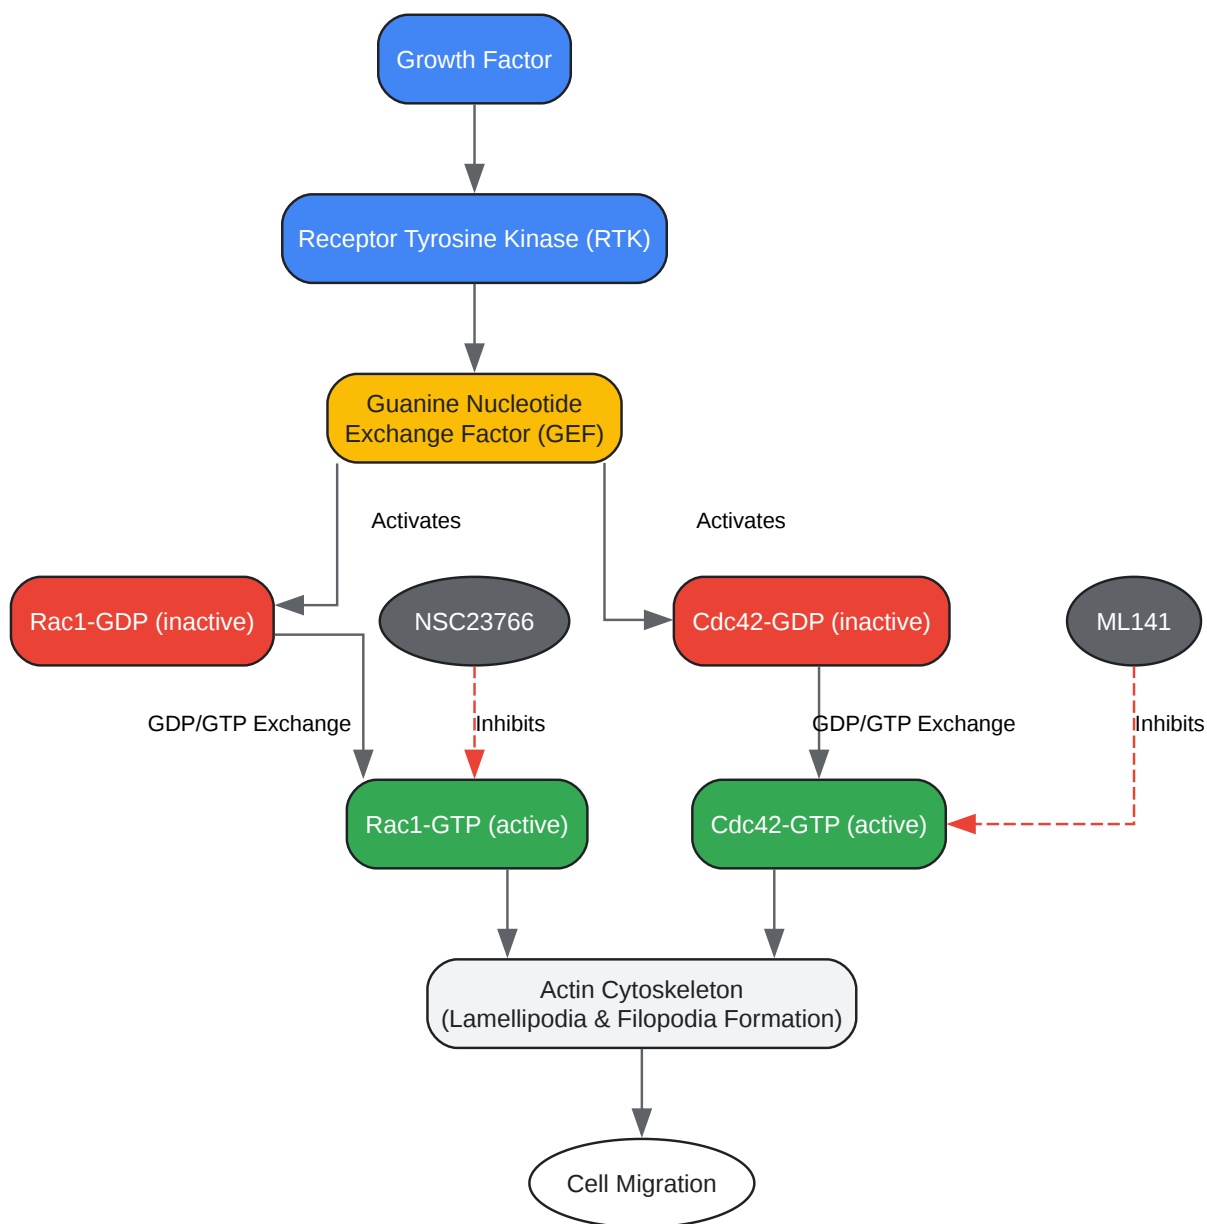 Growth Factor
Receptor Tyrosine Kinase (RTK)
Guanine Nucleotide
Exchange Factor (GEF)
Activates
Activates
Rac1-GDP (inactive)
NSC23766
Cdc42-GDP (inactive)
ML141
GDP/GTP Exchange
Inhibits
GDP/GTP Exchange
Inhibits
Rac1-GTP (active)
Cdc42-GTP (active)
Actin Cytoskeleton
(Lamellipodia & Filopodia Formation)
Cell Migration